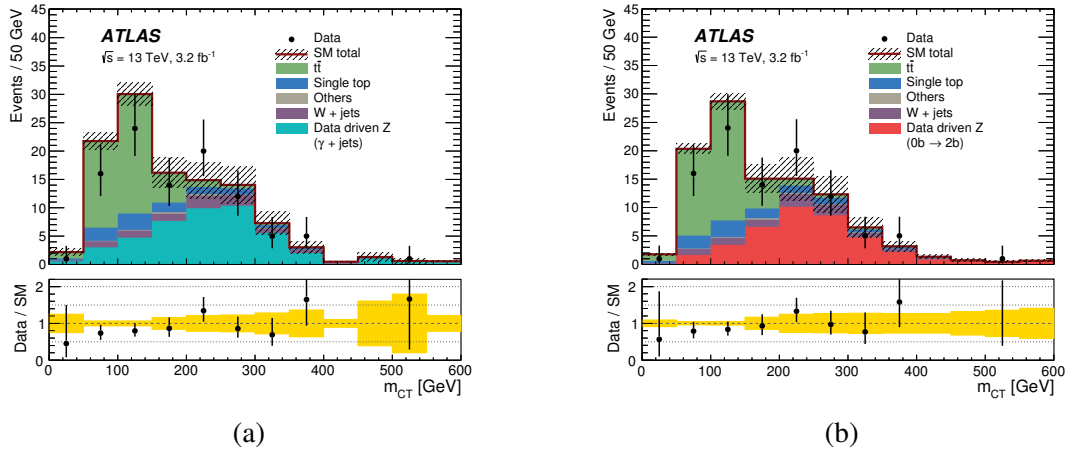 ATLAS
√s = 13 TeV, 3.2 fb⁻¹
Events / 50 GeV
45
40
35
30
25
20
15
10
5
0
Data
SM total
tt̄
Single top
Others
W + jets
Data driven Z
(γ + jets)
Data / SM
2
1
0
0 100 200 300 400 500 600
m_CT [GeV]
(a)
ATLAS
√s = 13 TeV, 3.2 fb⁻¹
Events / 50 GeV
45
40
35
30
25
20
15
10
5
0
Data
SM total
tt̄
Single top
Others
W + jets
Data driven Z
(0b → 2b)
Data / SM
2
1
0
0 100 200 300 400 500 600
m_CT [GeV]
(b)